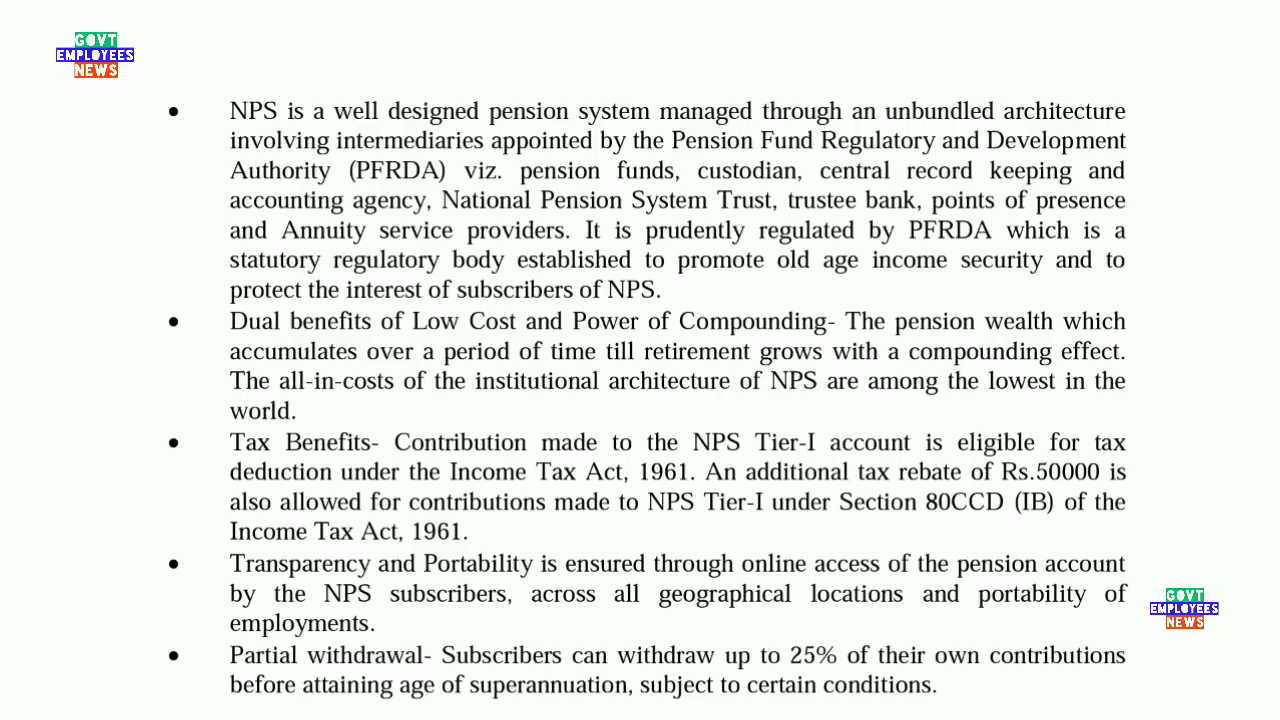 GOVT
EMPLOYEES
NEWS
• NPS is a well designed pension system managed through an unbundled architecture
involving intermediaries appointed by the Pension Fund Regulatory and Development
Authority (PFRDA) viz. pension funds, custodian, central record keeping and
accounting agency, National Pension System Trust, trustee bank, points of presence
and Annuity service providers. It is prudently regulated by PFRDA which is a
statutory regulatory body established to promote old age income security and to
protect the interest of subscribers of NPS.
• Dual benefits of Low Cost and Power of Compounding- The pension wealth which
accumulates over a period of time till retirement grows with a compounding effect.
The all-in-costs of the institutional architecture of NPS are among the lowest in the
world.
• Tax Benefits- Contribution made to the NPS Tier-I account is eligible for tax
deduction under the Income Tax Act, 1961. An additional tax rebate of Rs.50000 is
also allowed for contributions made to NPS Tier-I under Section 80CCD (IB) of the
Income Tax Act, 1961.
• Transparency and Portability is ensured through online access of the pension account
by the NPS subscribers, across all geographical locations and portability of
employments.
• Partial withdrawal- Subscribers can withdraw up to 25% of their own contributions
before attaining age of superannuation, subject to certain conditions.
GOVT
EMPLOYEES
NEWS